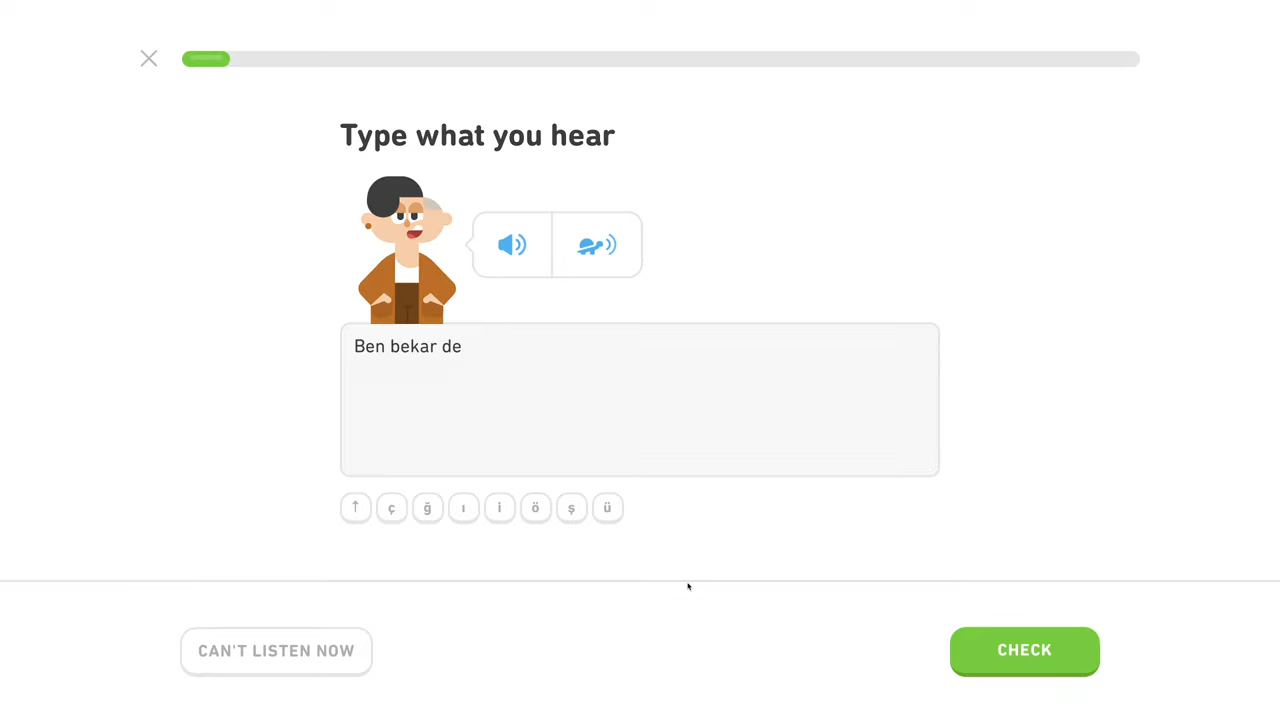 Type what you hear
Ben bekar de
↑ ç ğ ı i ö ş ü
CAN'T LISTEN NOW
CHECK